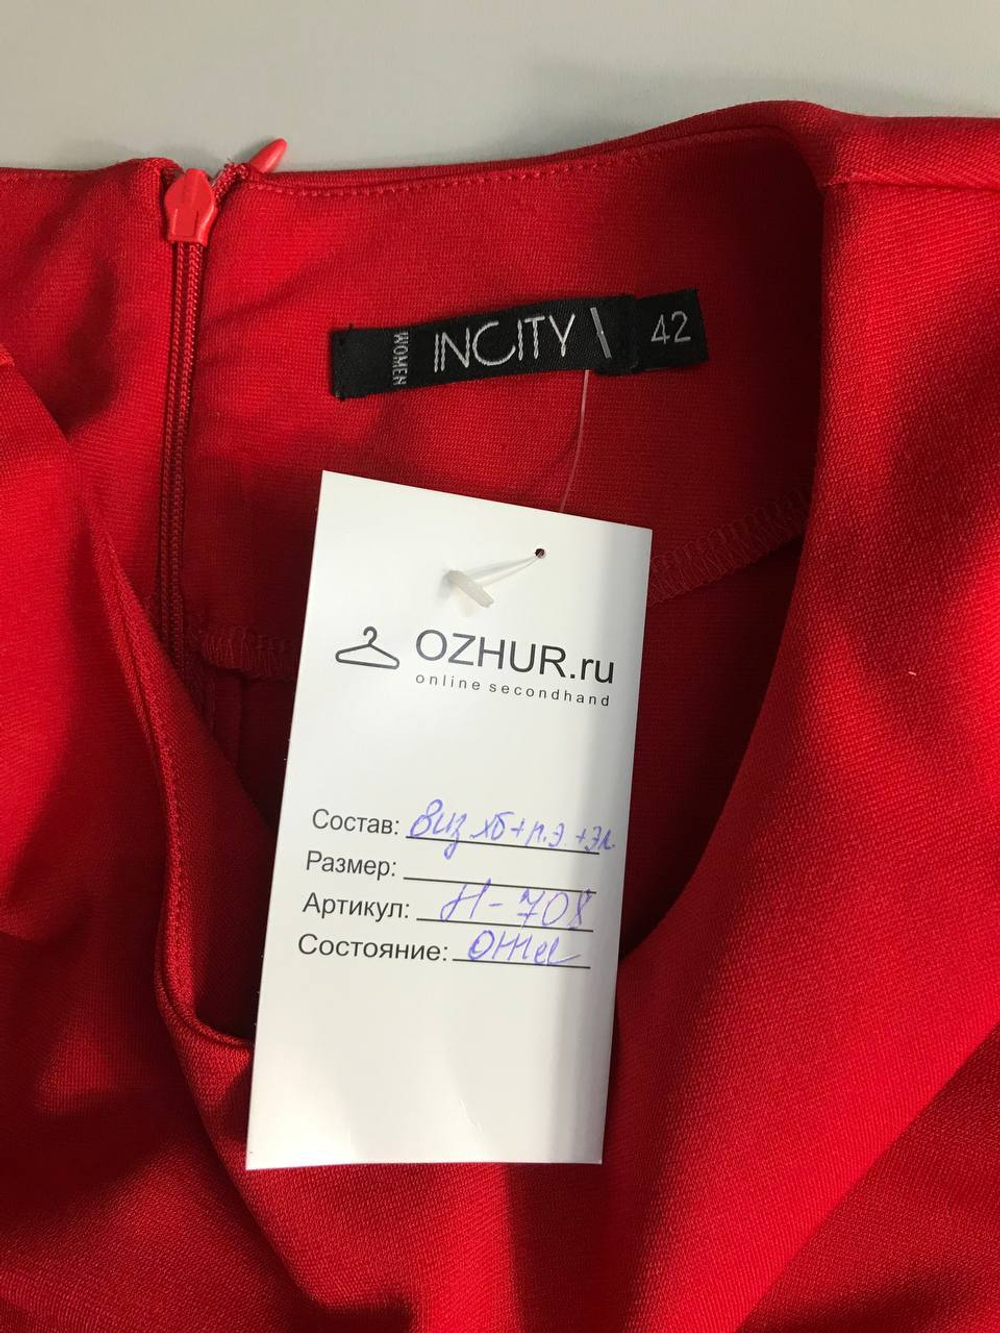 WOMEN INCITY 42
OZHUR.ru
online secondhand
Состав: виз хб+п.э.+эл.
Размер:
Артикул: Н-708
Состояние: отл